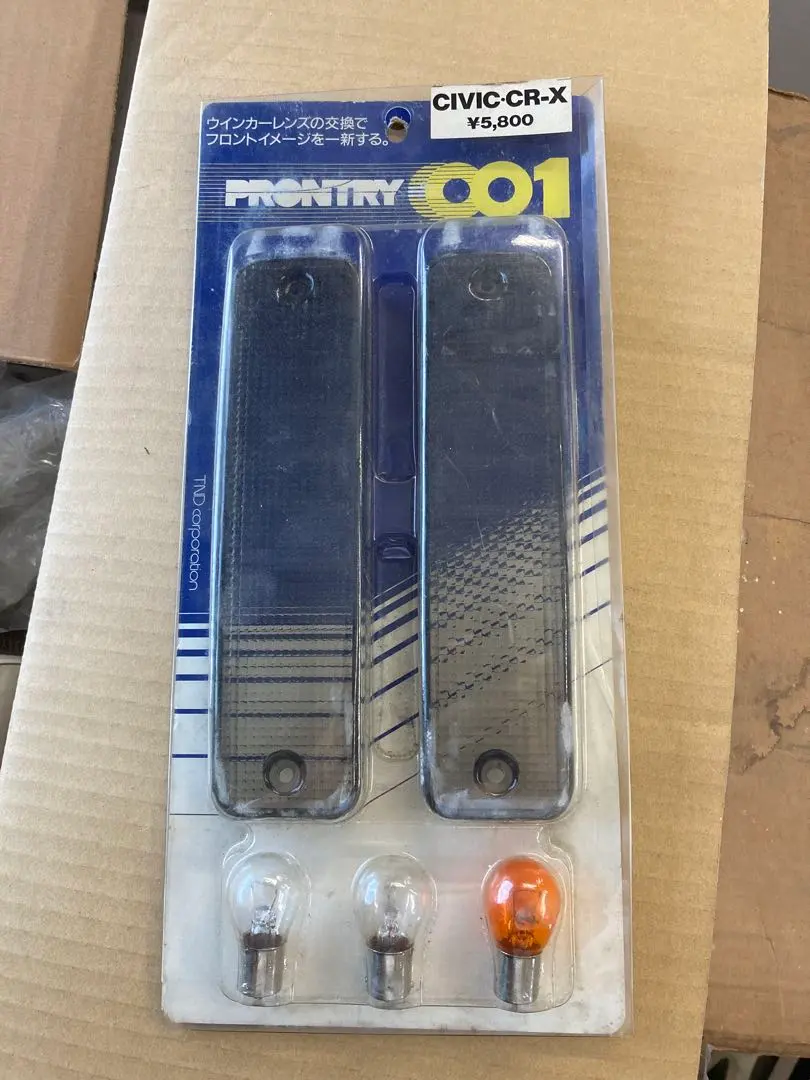 CIVIC·CR-X
¥5,800
ウインカーレンズの交換で
フロントイメージを一新する。
PRONTRY 001
TND corporation